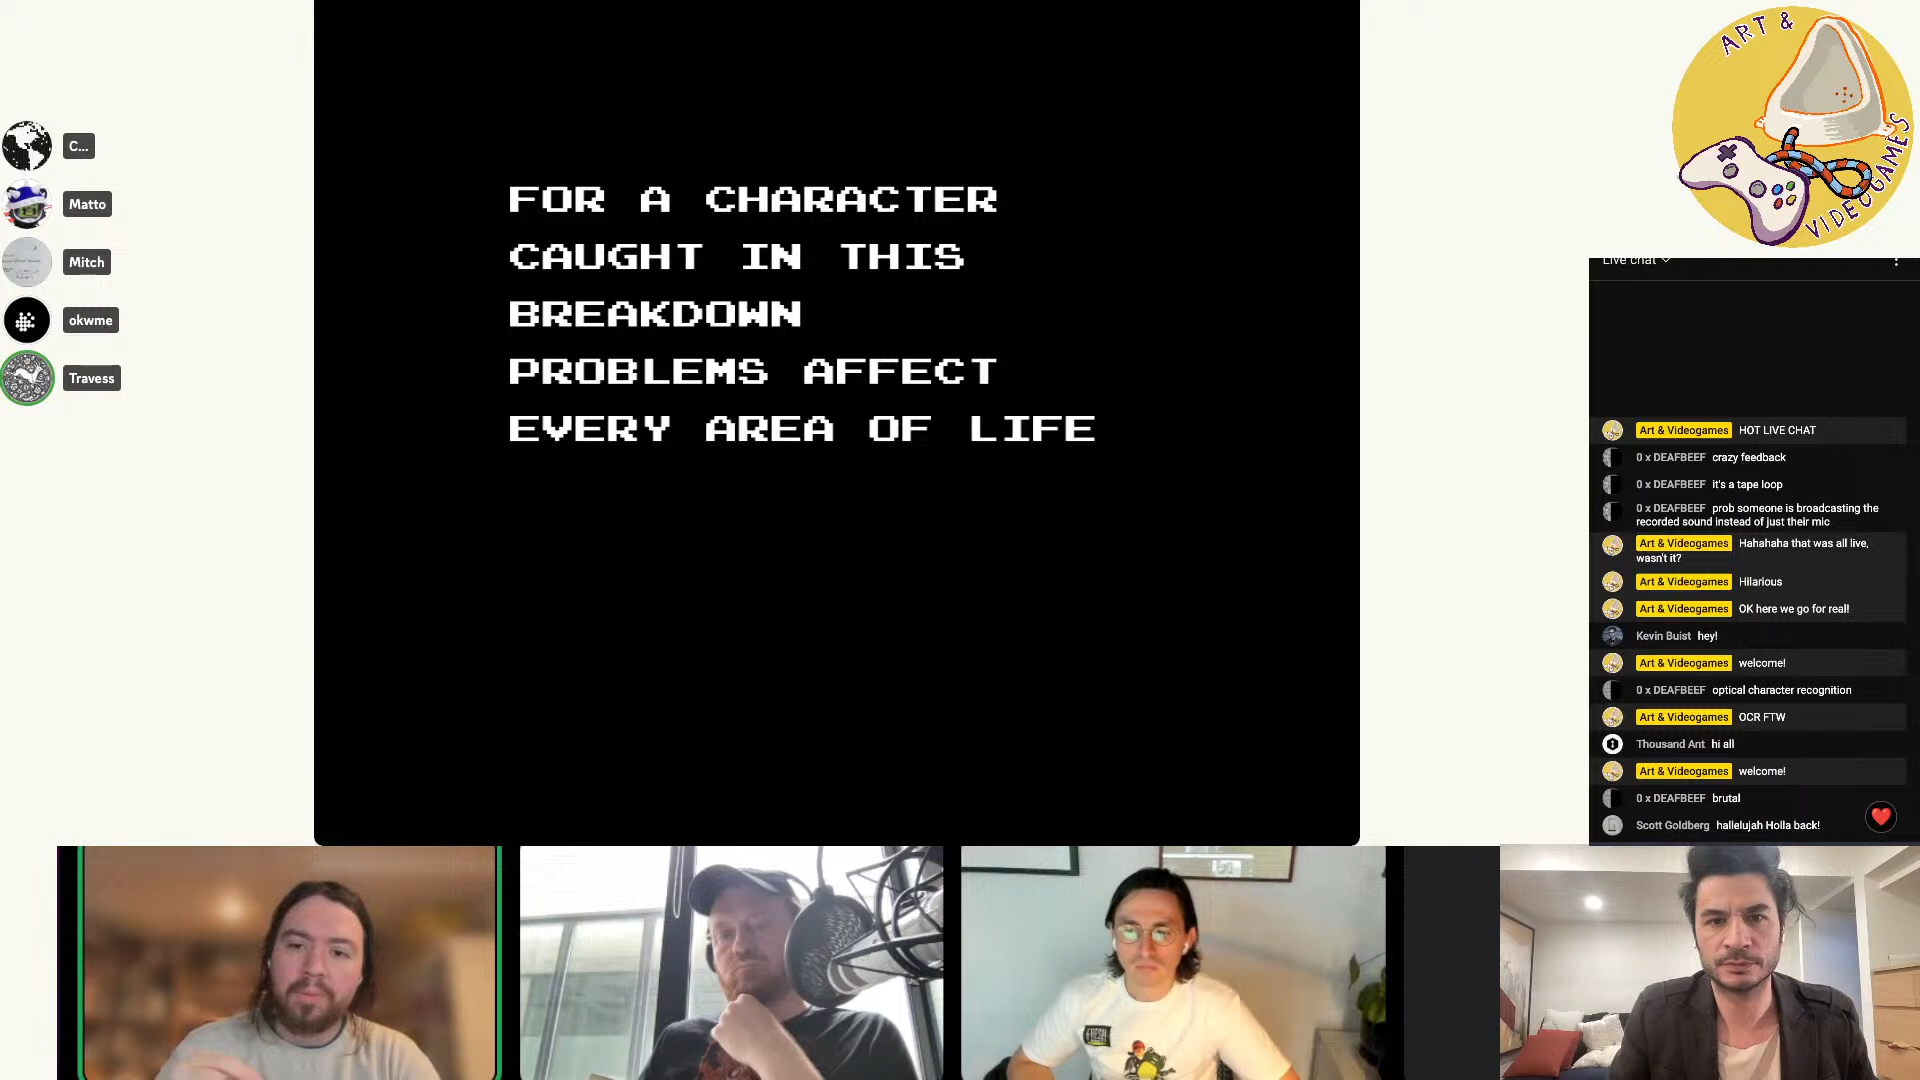 FOR A CHARACTER
CAUGHT IN THIS
BREAKDOWN
PROBLEMS AFFECT
EVERY AREA OF LIFE
C...
Matto
Mitch
okwme
Travess
ART &
VIDEOGAMES
Live chat
Art & Videogames HOT LIVE CHAT
0 x DEAFBEEF crazy feedback
0 x DEAFBEEF it's a tape loop
0 x DEAFBEEF prob someone is broadcasting the
recorded sound instead of just their mic
Art & Videogames Hahahaha that was all live,
wasn't it?
Art & Videogames Hilarious
Art & Videogames OK here we go for real!
Kevin Buist hey!
Art & Videogames welcome!
0 x DEAFBEEF optical character recognition
Art & Videogames OCR FTW
Thousand Ant hi all
Art & Videogames welcome!
0 x DEAFBEEF brutal
Scott Goldberg hallelujah Holla back!